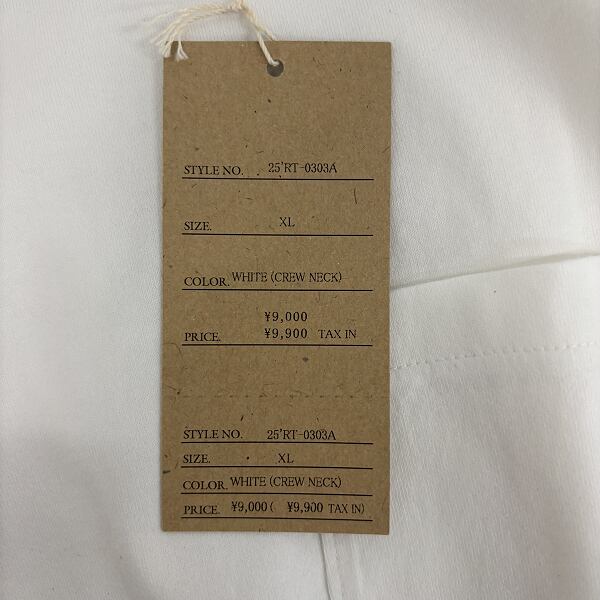 STYLE NO. 25'RT-0303A
SIZE. XL
COLOR. WHITE (CREW NECK)
¥9,000
PRICE. ¥9,900 TAX IN
STYLE NO. 25'RT-0303A
SIZE. XL
COLOR. WHITE (CREW NECK)
PRICE. ¥9,000 ( ¥9,900 TAX IN)